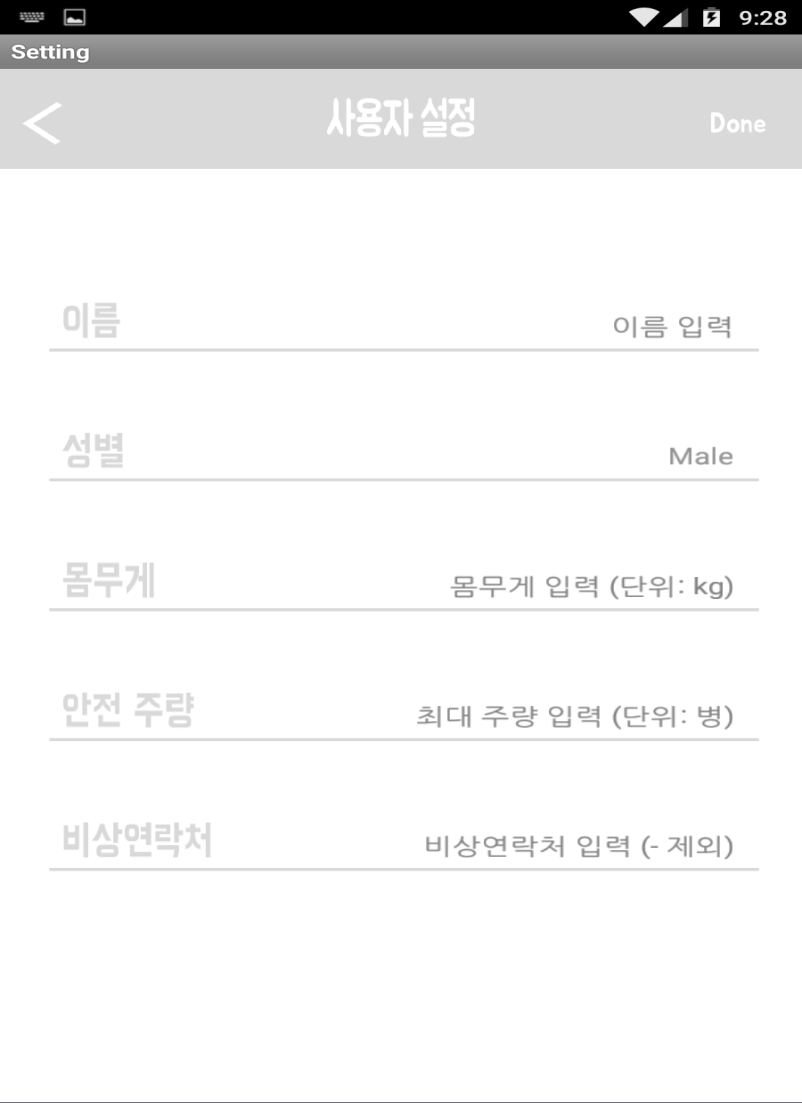 9:28
Setting
사용자 설정
Done
이름
이름 입력
성별
Male
몸무게
몸무게 입력 (단위: kg)
안전 주량
최대 주량 입력 (단위: 병)
비상연락처
비상연락처 입력 (- 제외)